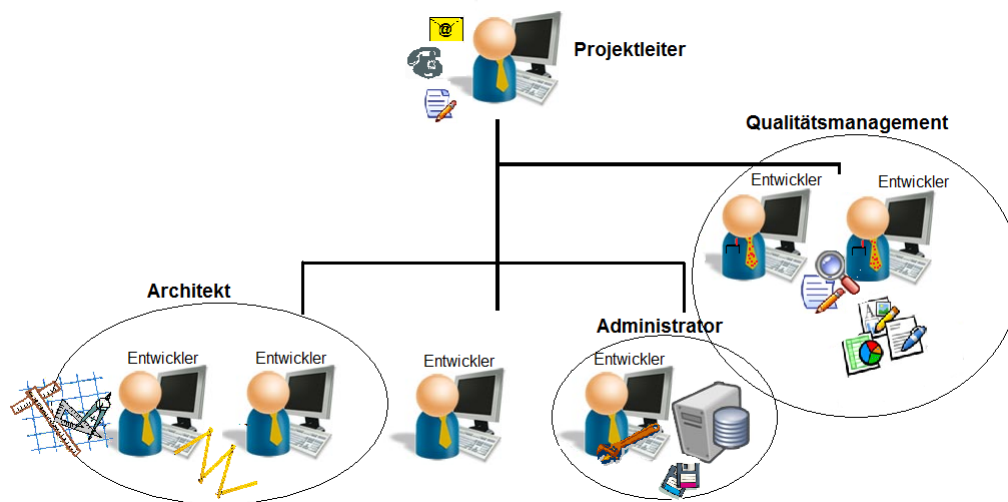 @
Projektleiter
Qualitätsmanagement
Entwickler
Entwickler
Architekt
Administrator
Entwickler
Entwickler
Entwickler
Entwickler
A